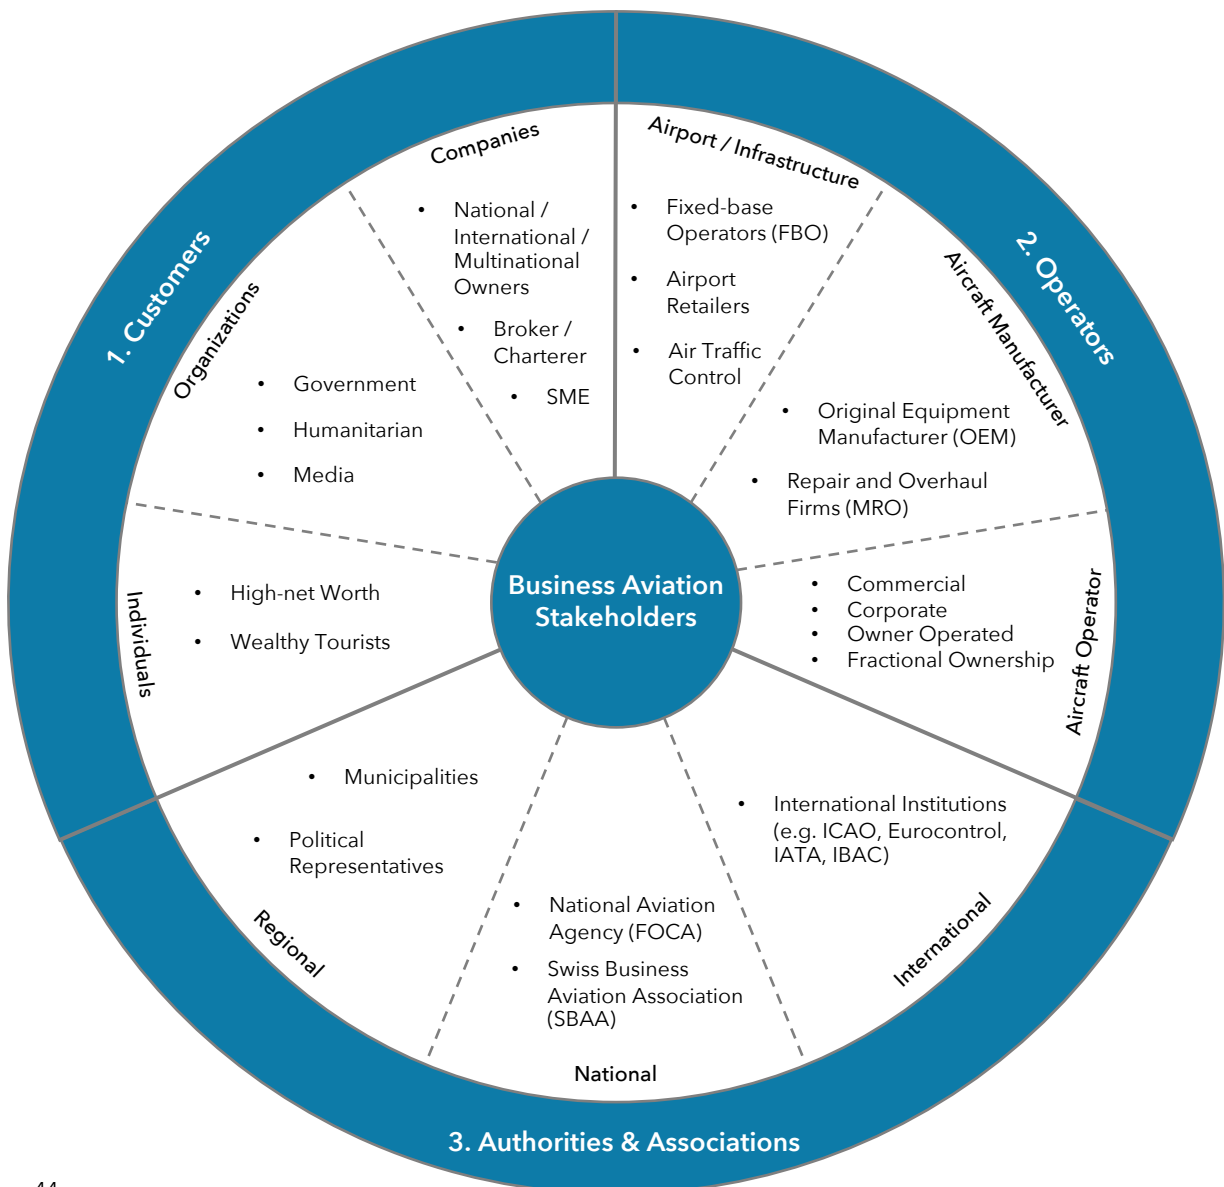 1. Customers
Companies
• National /
International /
Multinational
Owners
• Broker /
Charterer
• SME
Organizations
• Government
• Humanitarian
• Media
Individuals
• High-net Worth
• Wealthy Tourists
2. Operators
Airport / Infrastructure
• Fixed-base
Operators (FBO)
• Airport
Retailers
• Air Traffic
Control
Aircraft Manufacturer
• Original Equipment
Manufacturer (OEM)
• Repair and Overhaul
Firms (MRO)
Aircraft Operator
• Commercial
• Corporate
• Owner Operated
• Fractional Ownership
Business Aviation
Stakeholders
Regional
• Municipalities
• Political
Representatives
National
• National Aviation
Agency (FOCA)
• Swiss Business
Aviation Association
(SBAA)
International
• International Institutions
(e.g. ICAO, Eurocontrol,
IATA, IBAC)
3. Authorities & Associations
44